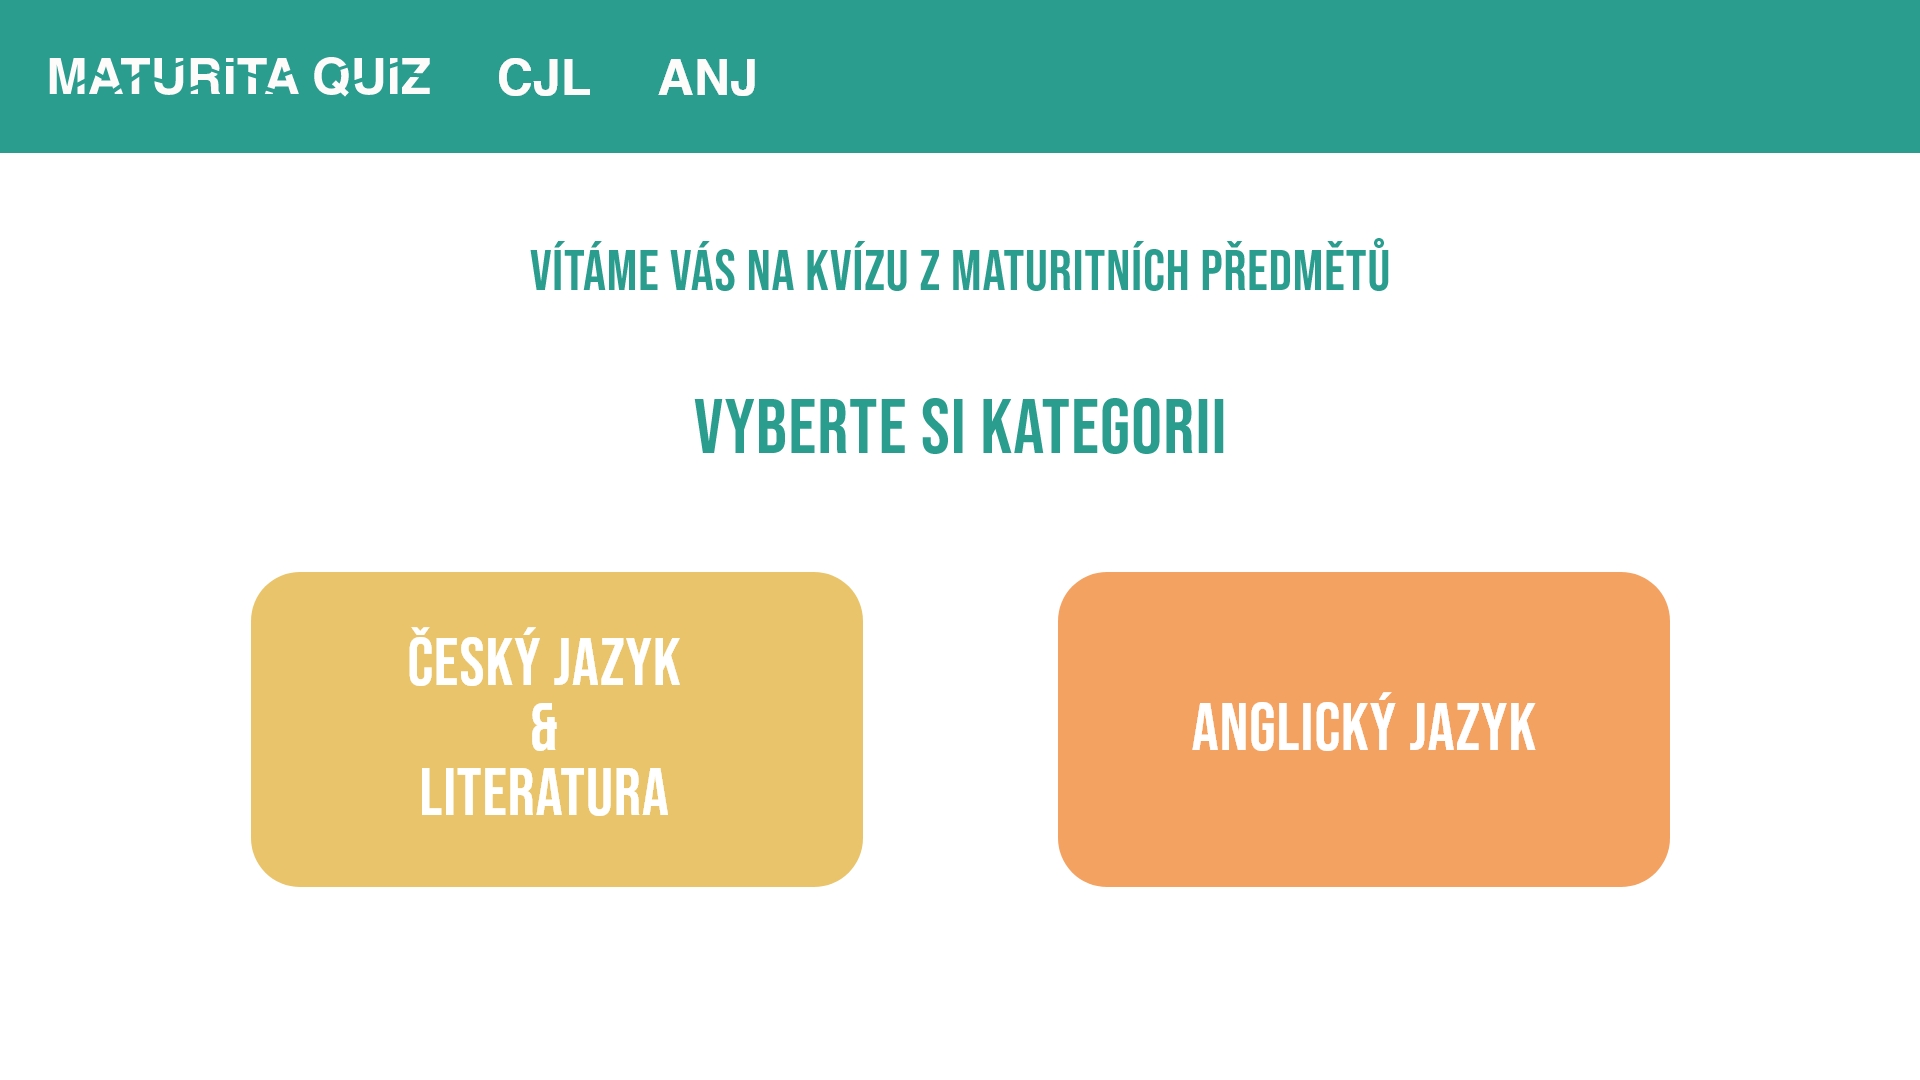 MATURiTA QUiZ CJL ANJ
VÍTÁME VÁS NA KVÍZU Z MATURITNÍCH PŘEDMĚTŮ
VYBERTE SI KATEGORII
ČESKÝ JAZYK
&
LITERATURA
ANGLICKÝ JAZYK